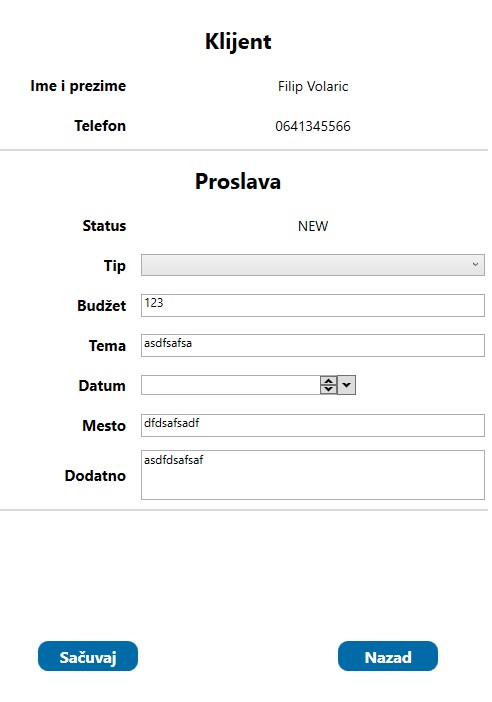 Klijent
Ime i prezime Filip Volaric
Telefon 0641345566
Proslava
Status NEW
Tip
Budžet 123
Tema asdfsafsa
Datum
Mesto dfdsafsadf
Dodatno asdfdsafsaf
Sačuvaj Nazad